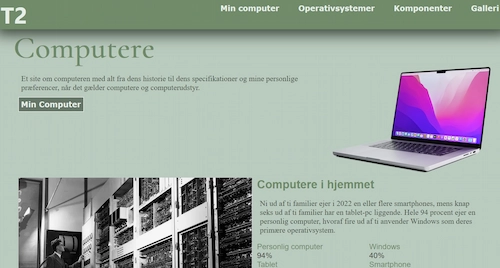 T2
Min computer Operativsystemer Komponenter Galleri
Computere
Et site om computeren med alt fra dens historie til dens specifikationer og mine personlige
præferencer, når det gælder computere og computerudstyr.
Min Computer
Computere i hjemmet
Ni ud af ti familier ejer i 2022 en eller flere smartphones, mens knap
seks ud af ti familier har en tablet-pc liggende. Hele 94 procent ejer en
personlig computer, hvoraf fire ud af ti anvender Windows som deres
primære operativsystem.
Personlig computer Windows
94% 40%
Tablet Smartphone